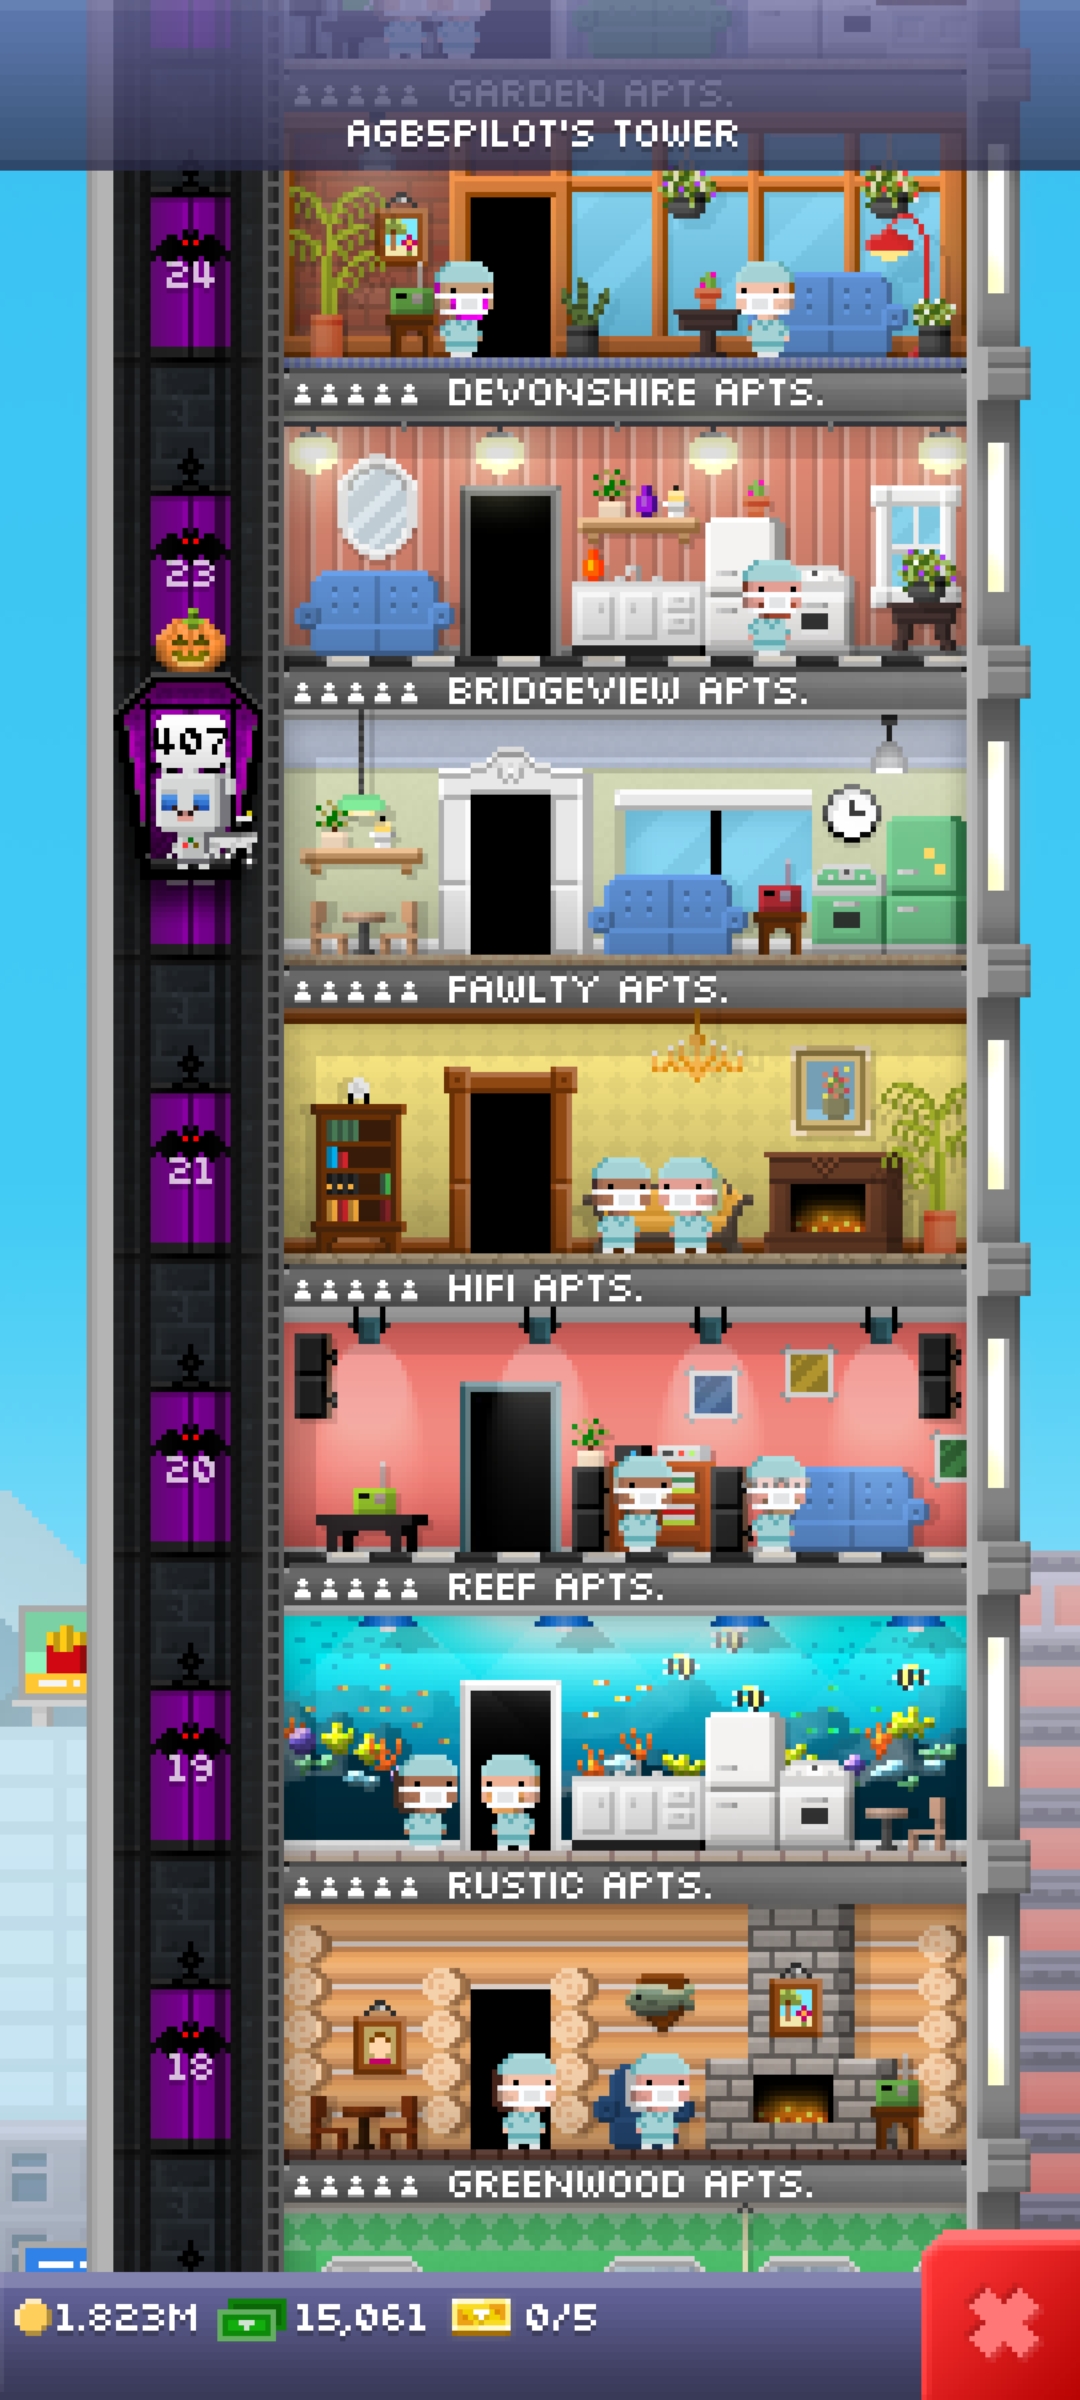 GARDEN APTS.
AGB5PILOT'S TOWER
24
DEVONSHIRE APTS.
23
BRIDGEVIEW APTS.
407
FAWLTY APTS.
21
HIFI APTS.
20
REEF APTS.
19
RUSTIC APTS.
18
GREENWOOD APTS.
1.823M 15,061 0/5